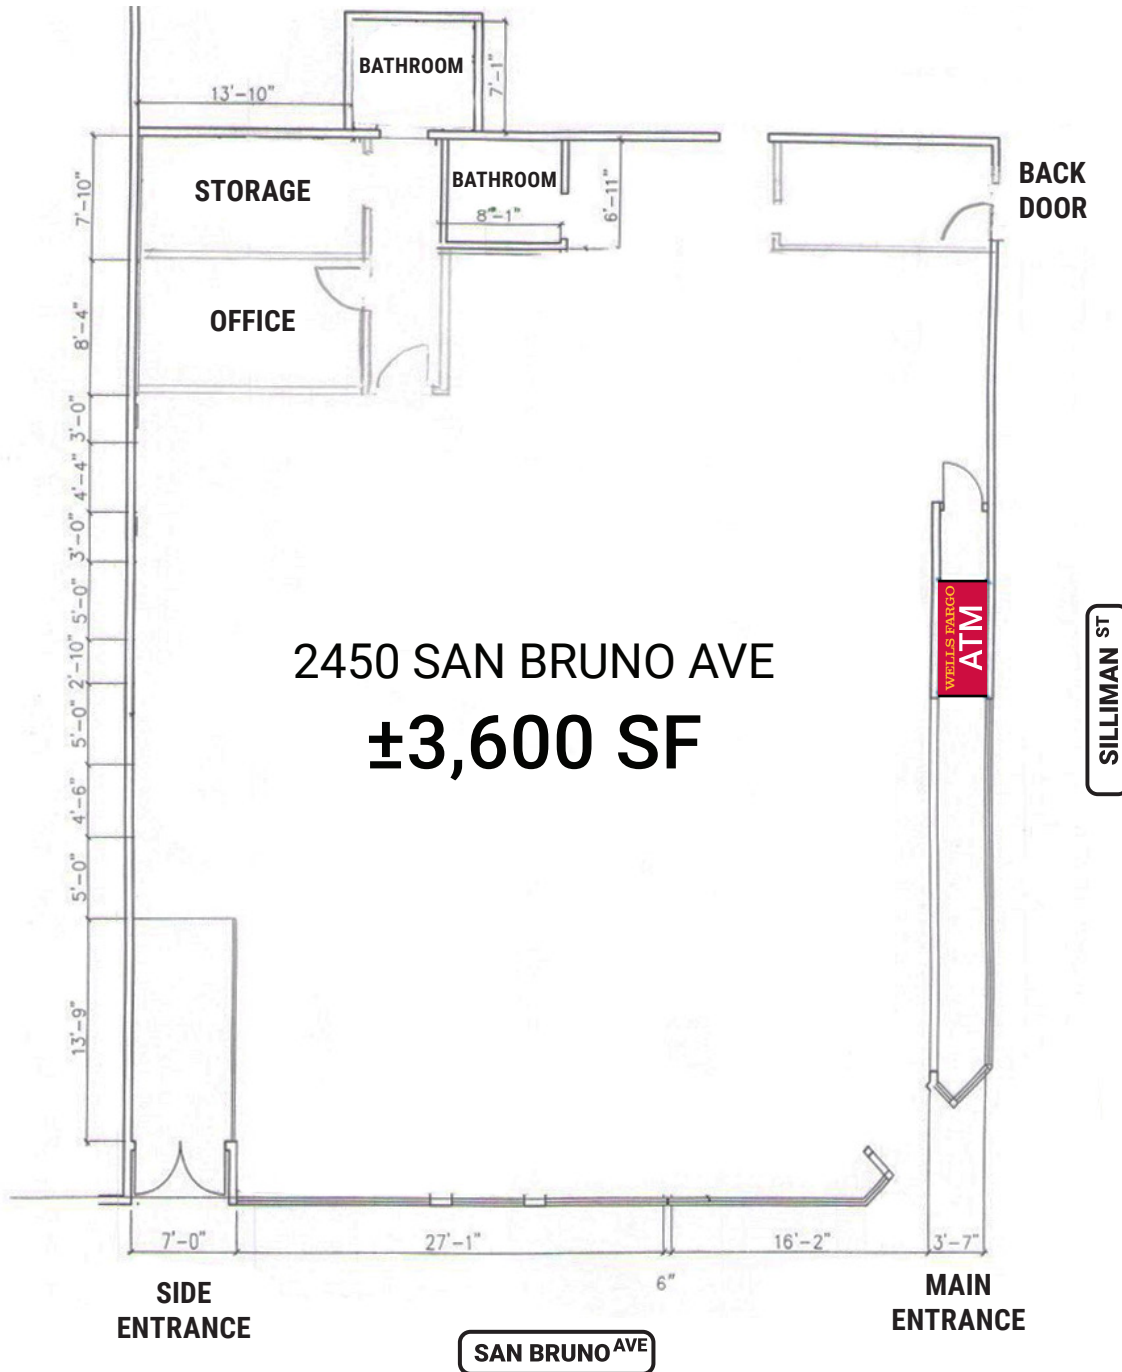 BATHROOM
7'-1"
13'-10"
STORAGE
BATHROOM
8'-1"
6'-11"
7'-10"
BACK
DOOR
OFFICE
8'-4"
3'-0"
4'-4"
3'-0"
5'-0"
2'-10"
5'-0"
4'-6"
5'-0"
13'-9"
2450 SAN BRUNO AVE
±3,600 SF
WELLS FARGO
ATM
SILLIMAN ST
7'-0"
27'-1"
6"
16'-2"
3'-7"
SIDE
ENTRANCE
MAIN
ENTRANCE
SAN BRUNO AVE